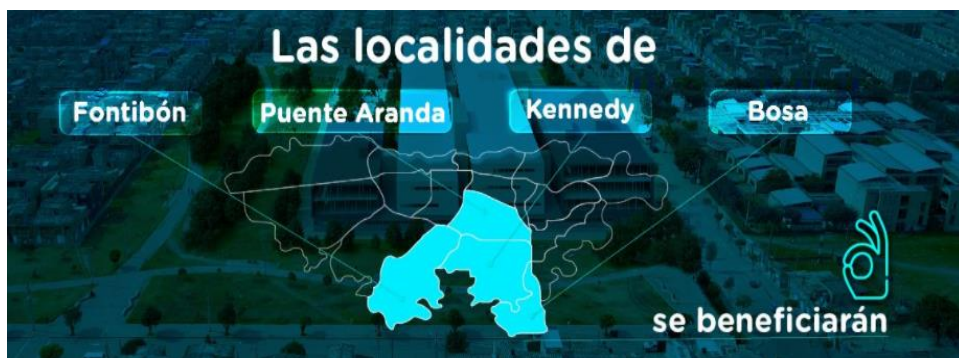 Las localidades de
Fontibón Puente Aranda Kennedy Bosa
se beneficiarán